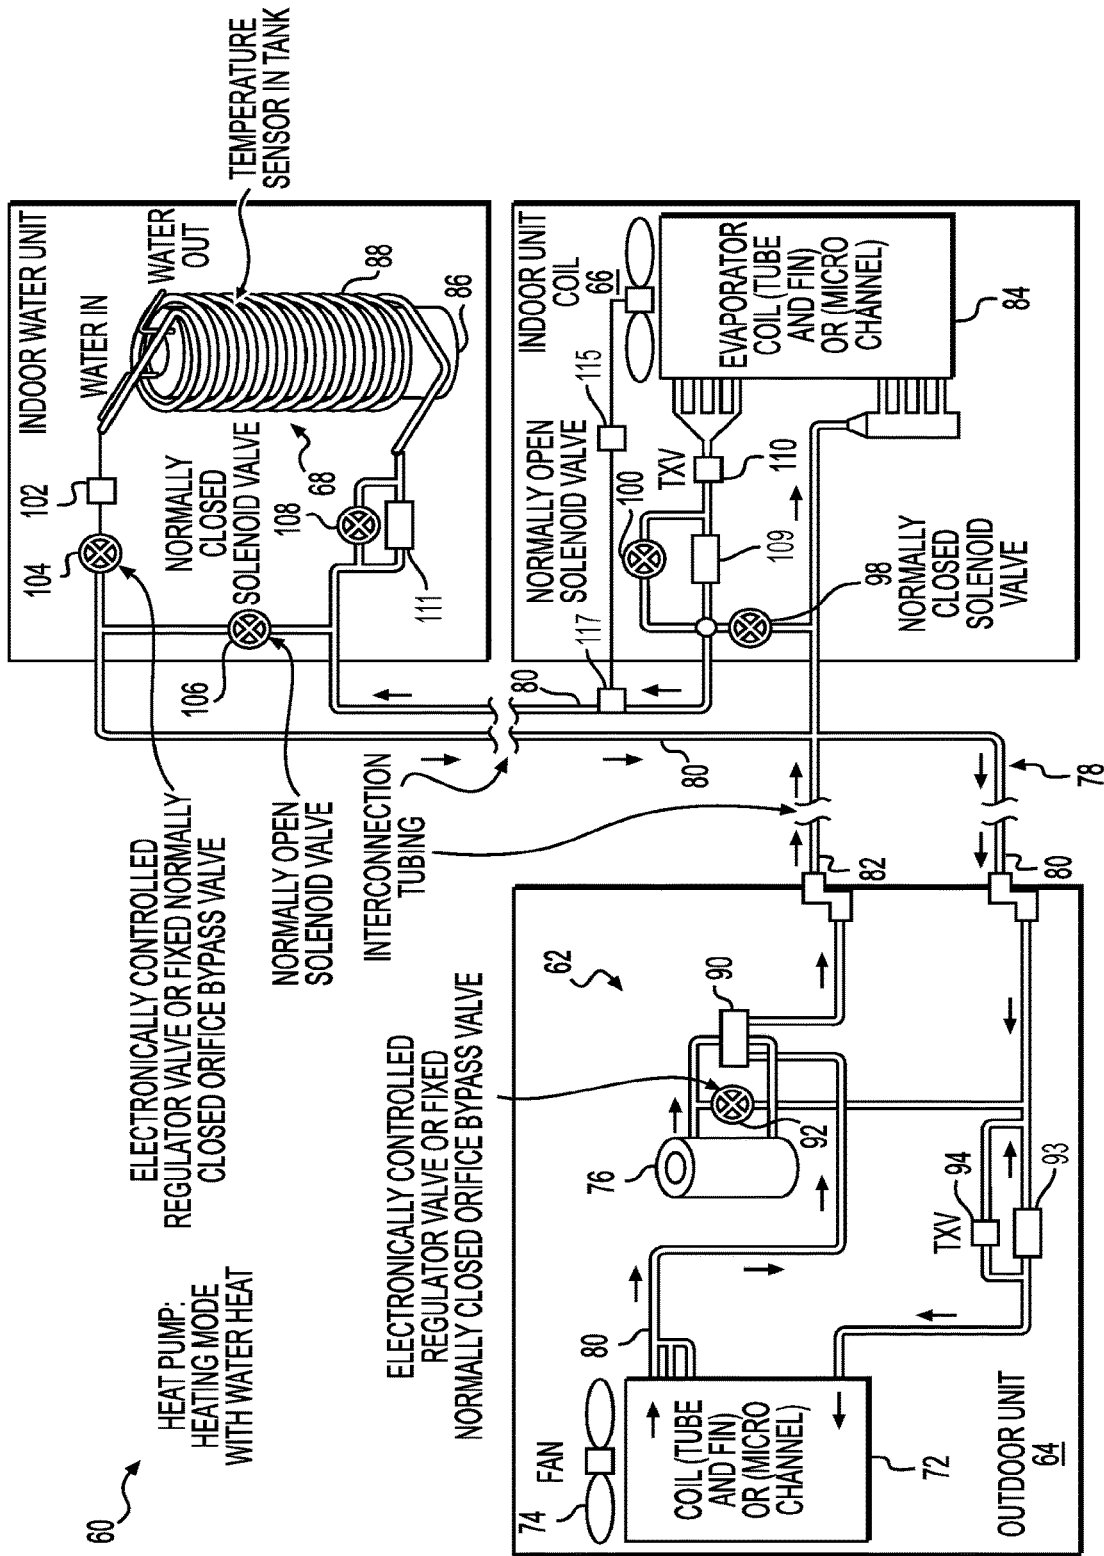 60
HEAT PUMP:
HEATING MODE
WITH WATER HEAT
ELECTRONICALLY CONTROLLED
REGULATOR VALVE OR FIXED NORMALLY
CLOSED ORIFICE BYPASS VALVE
NORMALLY OPEN
SOLENOID VALVE
INTERCONNECTION
TUBING
ELECTRONICALLY CONTROLLED
REGULATOR VALVE OR FIXED
NORMALLY CLOSED ORIFICE BYPASS VALVE
INDOOR WATER UNIT
WATER IN
WATER
OUT
TEMPERATURE
SENSOR IN TANK
104
102
106
NORMALLY
CLOSED
SOLENOID VALVE
68
108
111
88
86
INDOOR UNIT
COIL
66
NORMALLY OPEN
SOLENOID VALVE
117
115
100
TXV
110
109
EVAPORATOR
COIL (TUBE
AND FIN)
OR (MICRO
CHANNEL)
84
98
NORMALLY
CLOSED
SOLENOID
VALVE
80
80
78
82
80
62
90
92
76
94
TXV
93
80
FAN
74
COIL (TUBE
AND FIN)
OR (MICRO
CHANNEL)
72
OUTDOOR UNIT
64